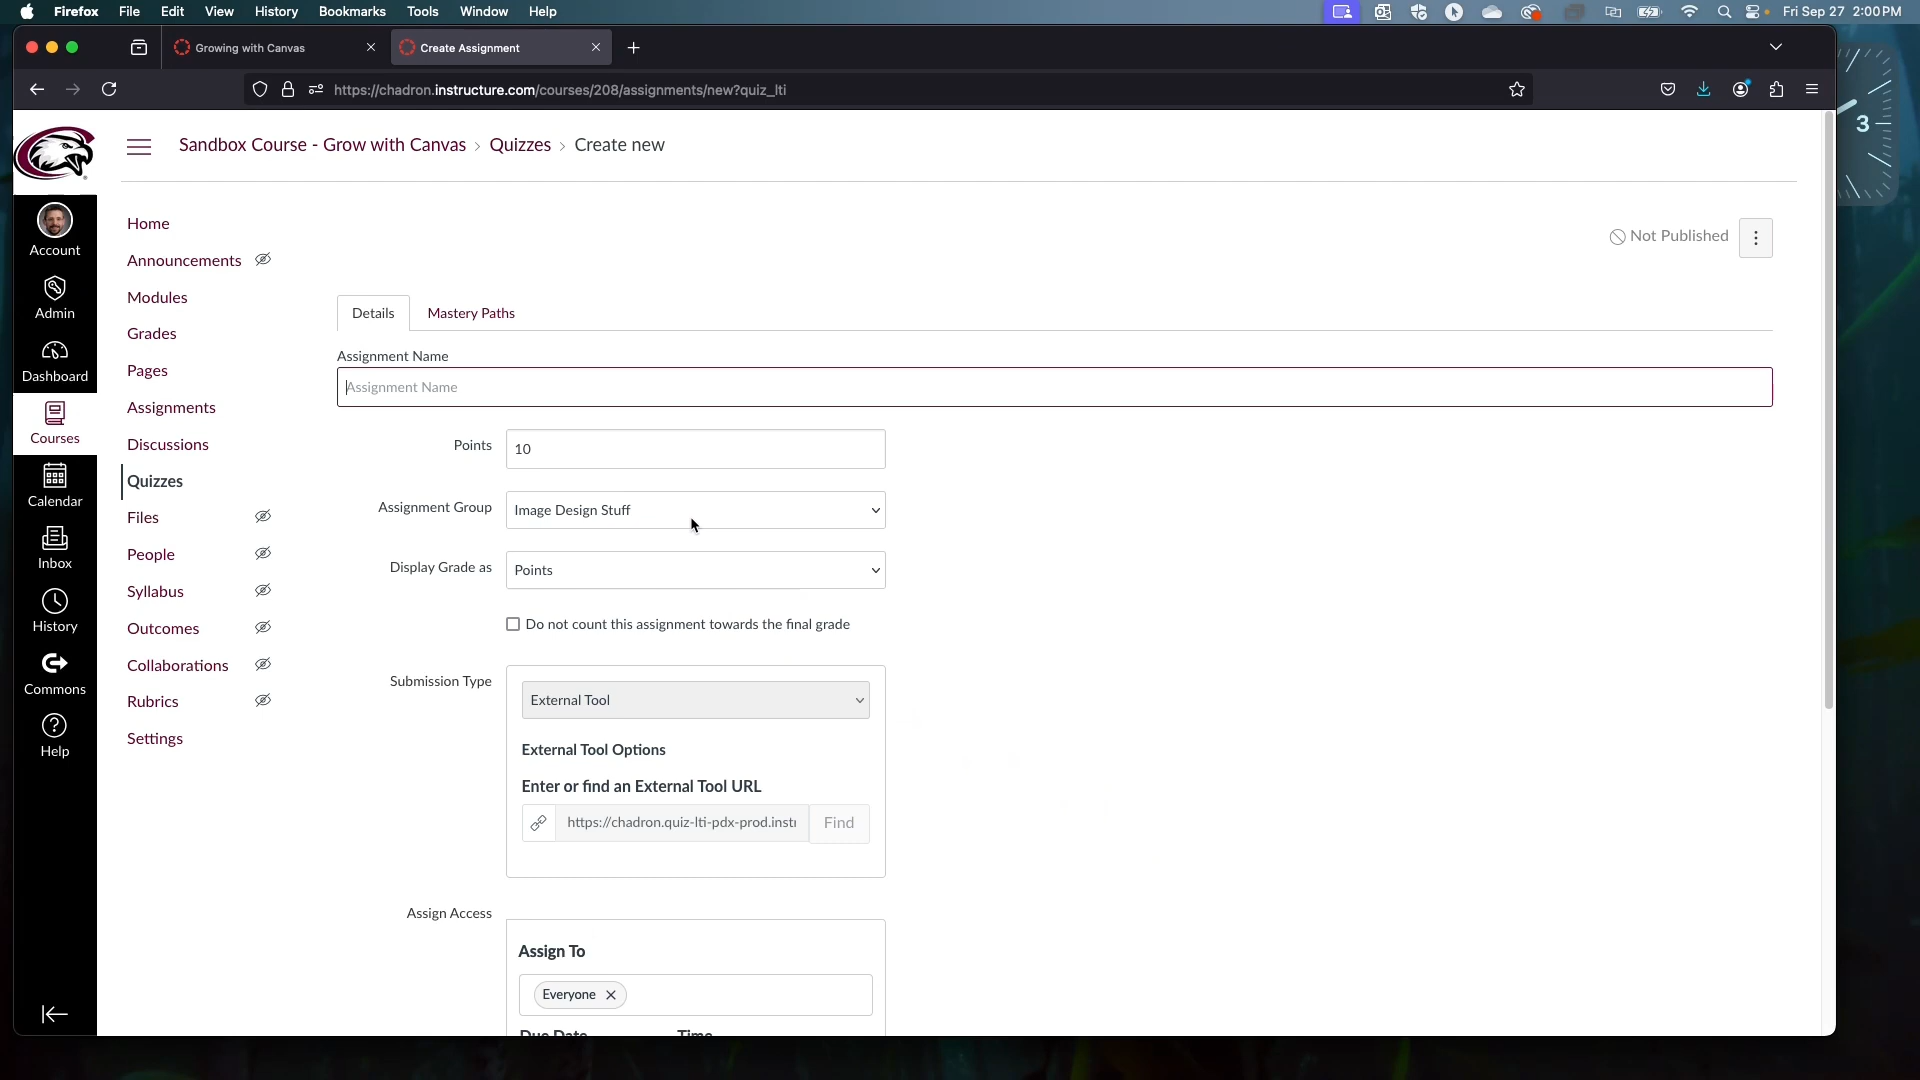 Firefox File Edit View History Bookmarks Tools Window Help Fri Sep 27 2:00 PM
Growing with Canvas
Create Assignment
https://chadron.instructure.com/courses/208/assignments/new?quiz_lti
3
Sandbox Course - Grow with Canvas › Quizzes › Create new
Account
Admin
Dashboard
Courses
Calendar
Inbox
History
Commons
Help
Home
Announcements
Modules
Grades
Pages
Assignments
Discussions
Quizzes
Files
People
Syllabus
Outcomes
Collaborations
Rubrics
Settings
Not Published
Details Mastery Paths
Assignment Name
Assignment Name
Points 10
Assignment Group Image Design Stuff
Display Grade as Points
Do not count this assignment towards the final grade
Submission Type External Tool
External Tool Options
Enter or find an External Tool URL
https://chadron.quiz-lti-pdx-prod.inst Find
Assign Access
Assign To
Everyone
Due Date Time